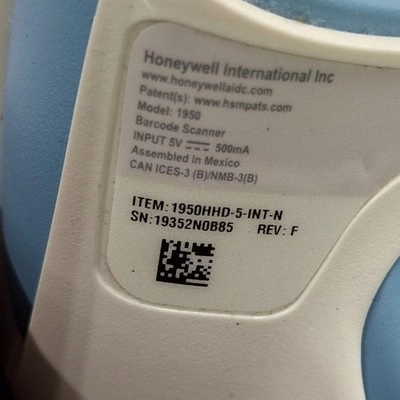 Honeywell International Inc
www.honeywellaidc.com
Patent(s): www.hsmpats.com
Model: 1950
Barcode Scanner
INPUT 5V ⎓ 500mA
Assembled in Mexico
CAN ICES-3 (B)/NMB-3(B)
ITEM:1950HHD-5-INT-N
SN:19352N0B85 REV: F